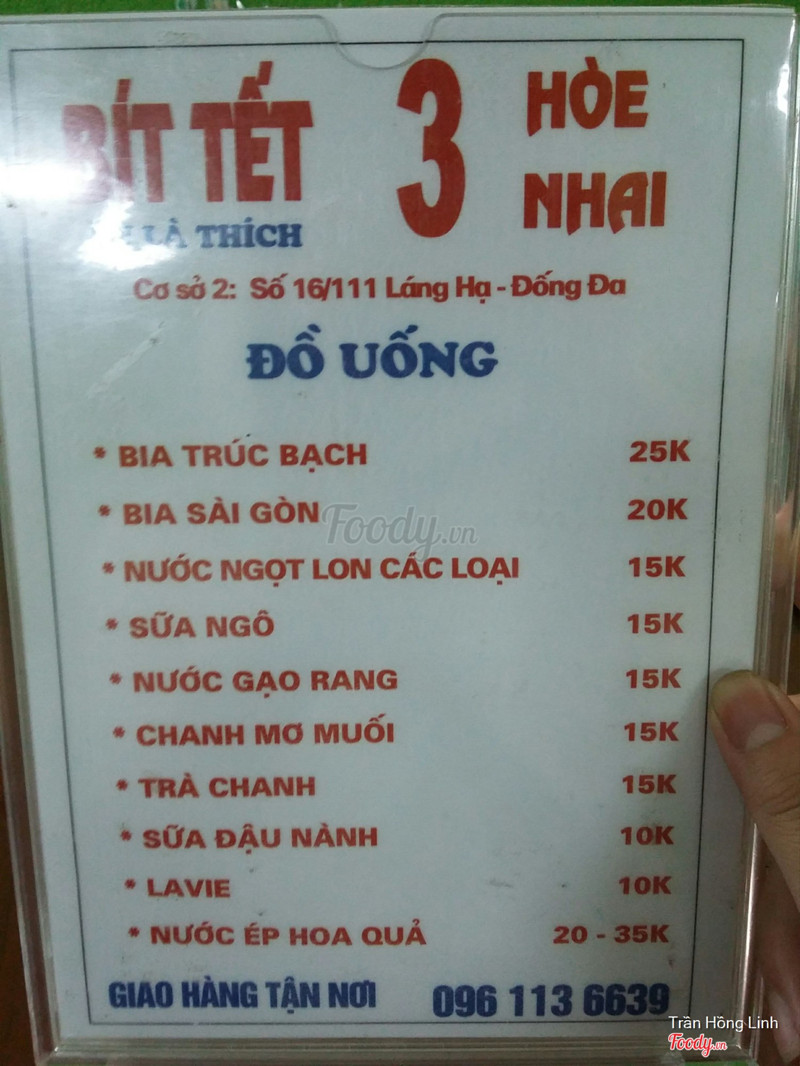 BÍT TẾT 3 HÒE NHAI
LÀ THÍCH
Cơ sở 2: Số 16/111 Láng Hạ - Đống Đa
ĐỒ UỐNG
* BIA TRÚC BẠCH 25K
* BIA SÀI GÒN 20K
* NƯỚC NGỌT LON CÁC LOẠI 15K
* SỮA NGÔ 15K
* NƯỚC GẠO RANG 15K
* CHANH MƠ MUỐI 15K
* TRÀ CHANH 15K
* SỮA ĐẬU NÀNH 10K
* LAVIE 10K
* NƯỚC ÉP HOA QUẢ 20 - 35K
GIAO HÀNG TẬN NƠI 096 113 6639
Foody.vn
Trần Hồng Linh
Foody.vn